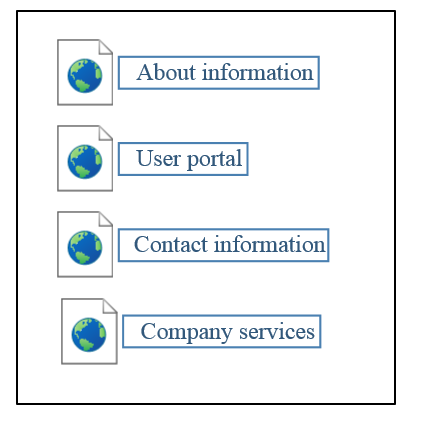 About information
User portal
Contact information
Company services